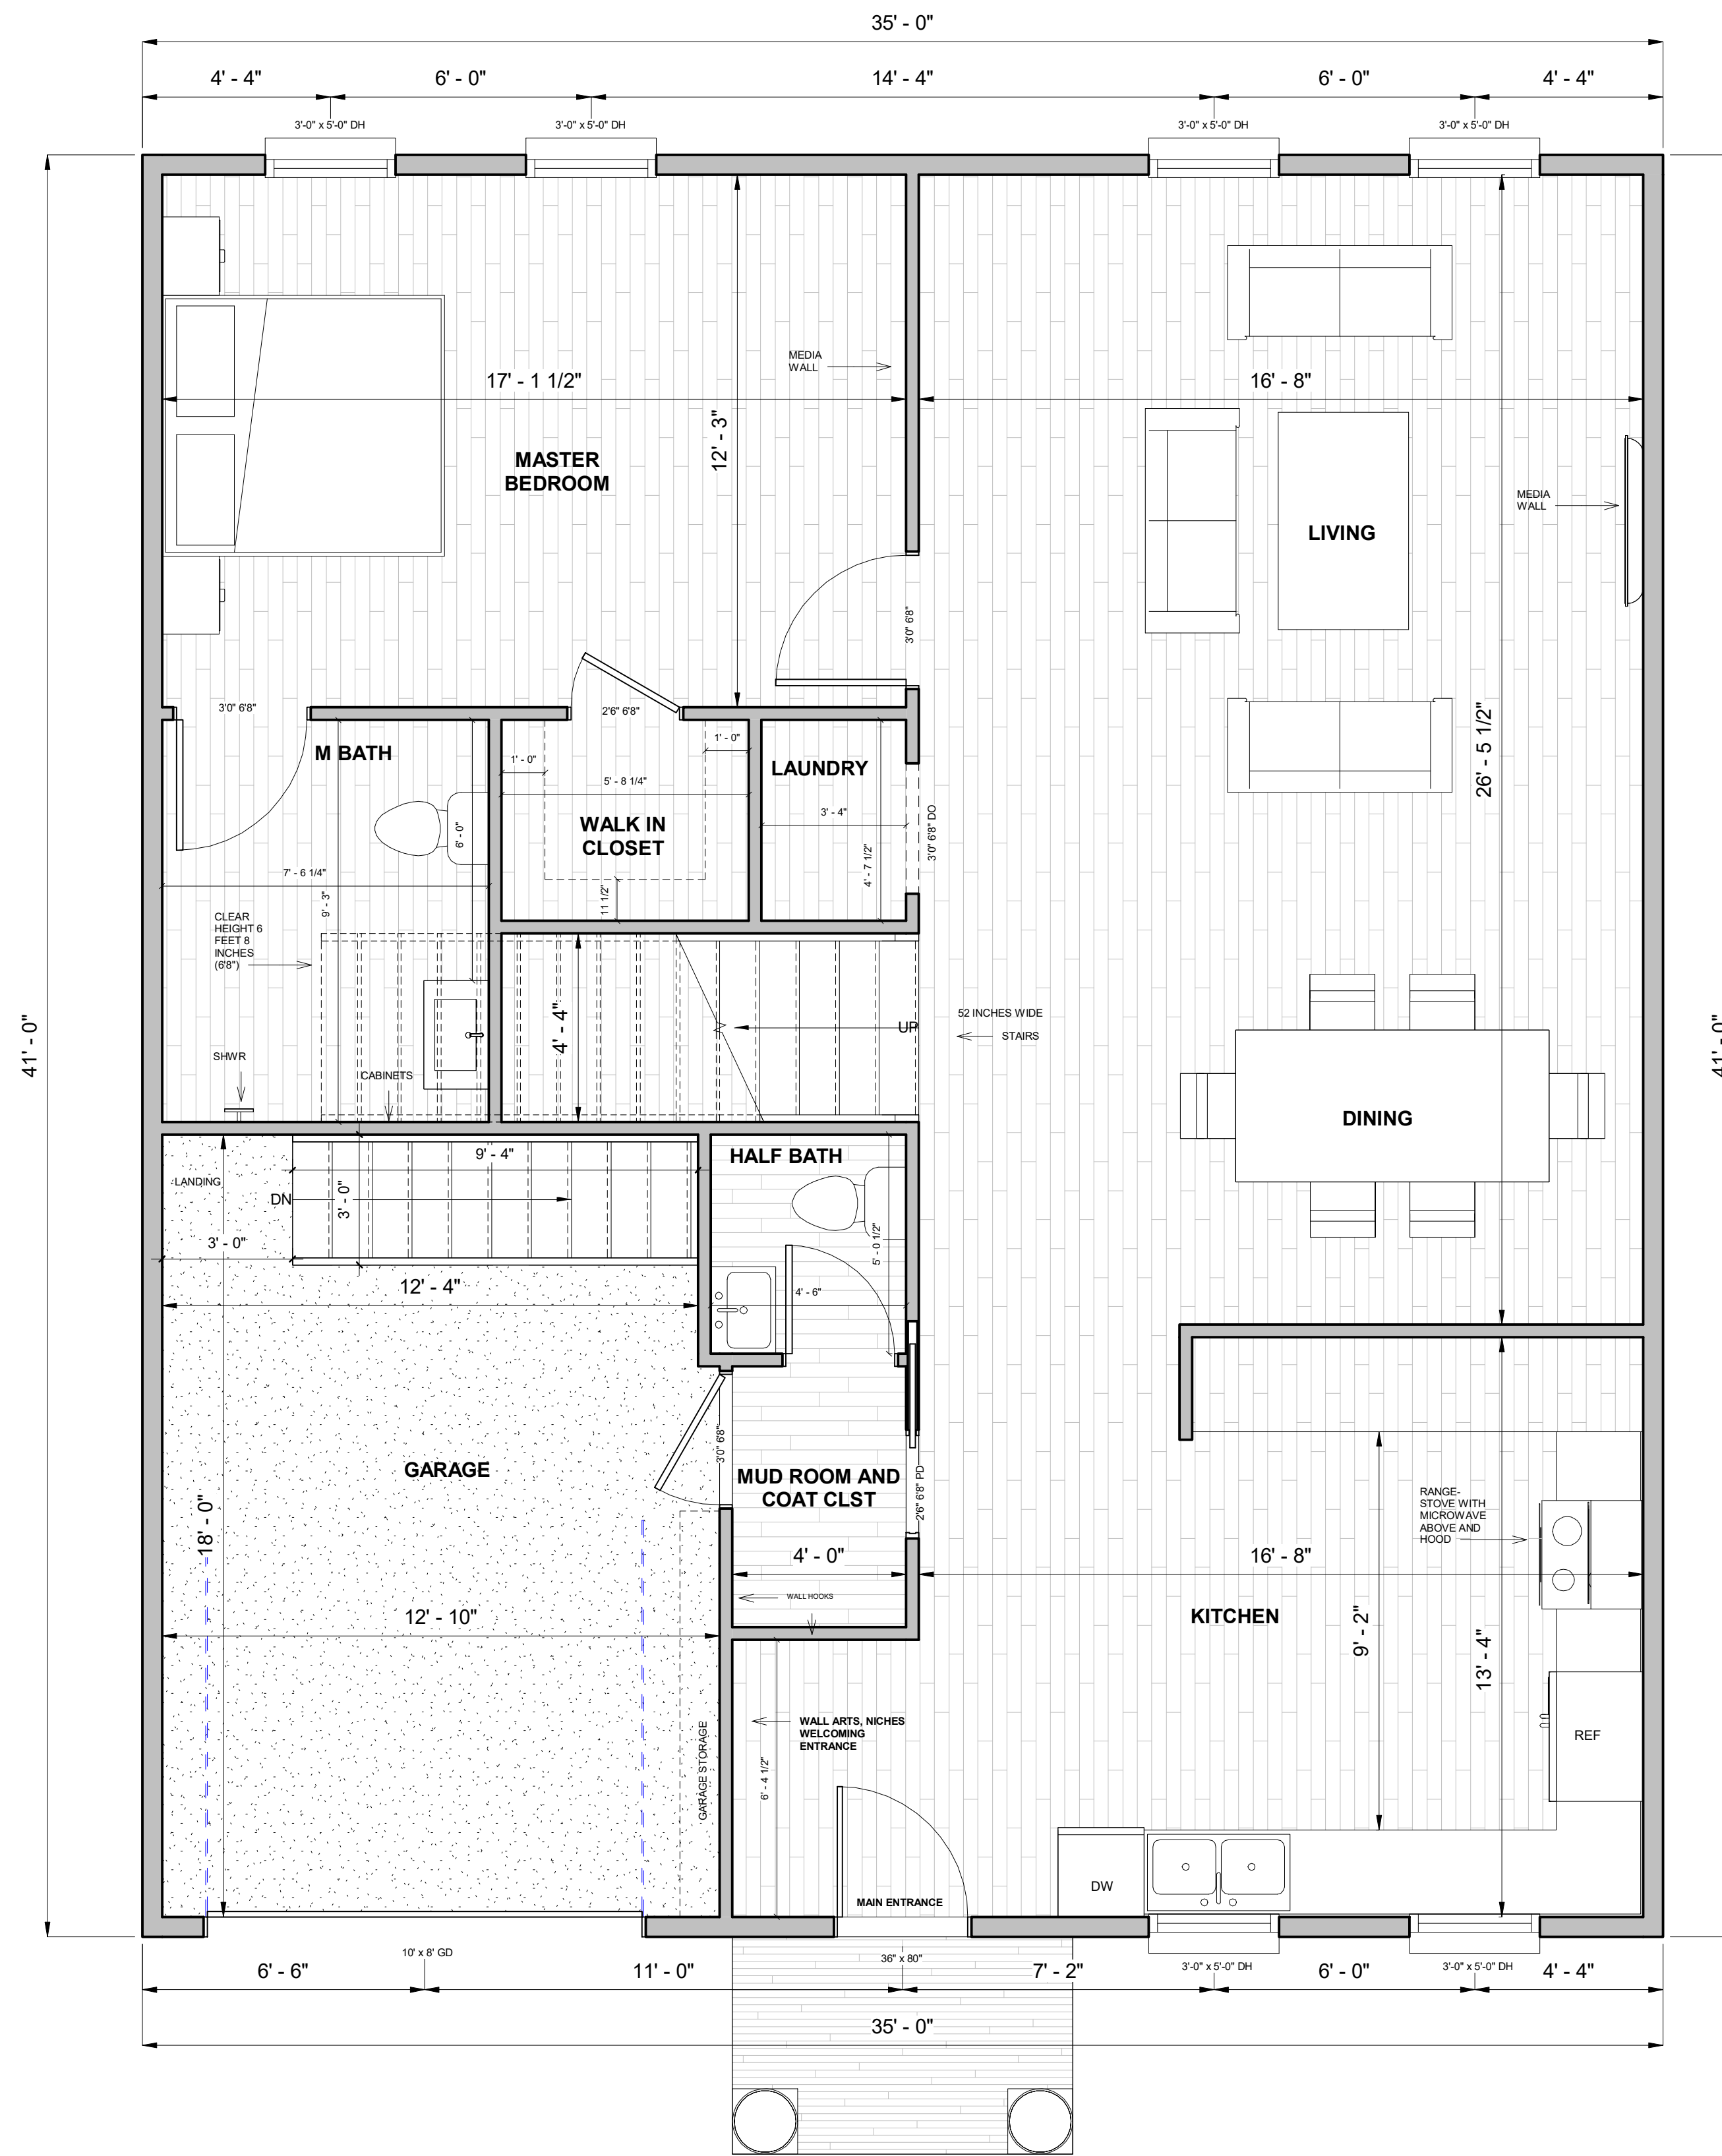 35' - 0"
4' - 4"
6' - 0"
14' - 4"
6' - 0"
4' - 4"
3'-0" x 5'-0" DH
3'-0" x 5'-0" DH
3'-0" x 5'-0" DH
3'-0" x 5'-0" DH
MEDIA
WALL
17' - 1 1/2"
16' - 8"
12' - 3"
MASTER
BEDROOM
MEDIA
WALL
LIVING
3'0" 6'8"
3'0" 6'8"
2'6" 6'8"
26' - 5 1/2"
M BATH
1' - 0"
1' - 0"
LAUNDRY
5' - 8 1/4"
3' - 4"
WALK IN
CLOSET
6' - 0"
3'0" 6'8" DO
4' - 7 1/2"
7' - 6 1/4"
9' - 3"
11 1/2"
CLEAR
HEIGHT 6
FEET 8
INCHES
(6'8")
41' - 0"
41' - 0"
4' - 4"
UP
52 INCHES WIDE
STAIRS
SHWR
CABINETS
DINING
9' - 4"
HALF BATH
LANDING
DN
3' - 0"
3' - 0"
5' - 0 1/2"
12' - 4"
4' - 6"
GARAGE
3'0" 6'8"
MUD ROOM AND
COAT CLST
2'6" 6'8" PD
RANGE-
STOVE WITH
MICROWAVE
ABOVE AND
HOOD
18' - 0"
4' - 0"
16' - 8"
WALL HOOKS
12' - 10"
KITCHEN
9' - 2"
13' - 4"
WALL ARTS, NICHES
WELCOMING
ENTRANCE
REF
GARAGE STORAGE
6' - 4 1/2"
DW
MAIN ENTRANCE
10' x 8' GD
36" x 80"
3'-0" x 5'-0" DH
3'-0" x 5'-0" DH
6' - 6"
11' - 0"
7' - 2"
6' - 0"
4' - 4"
35' - 0"